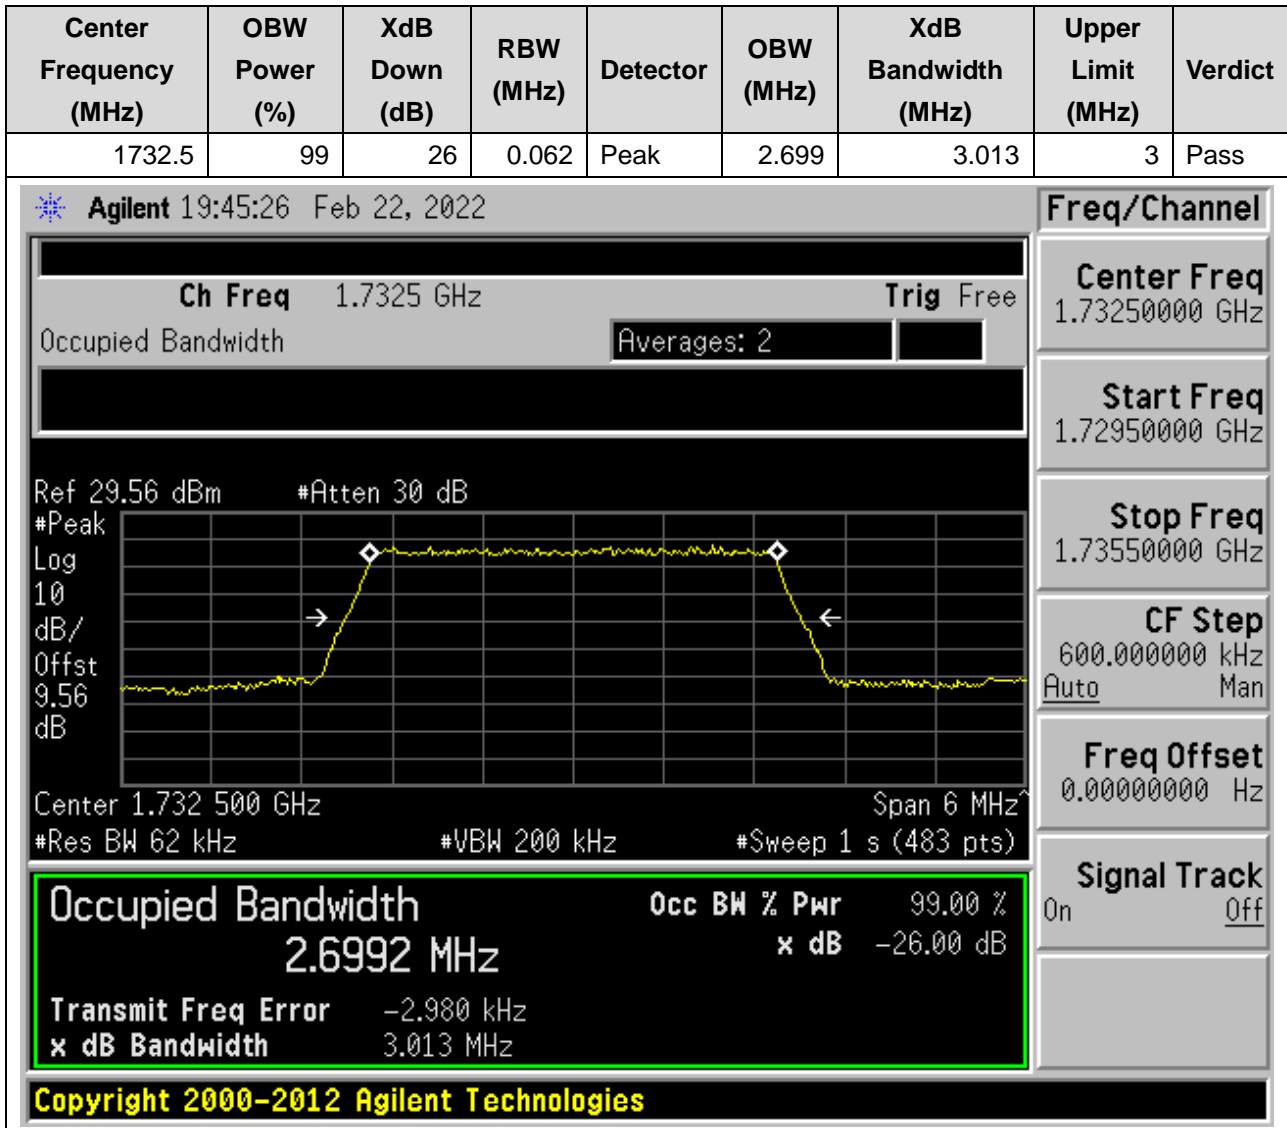 Center Frequency (MHz) OBW Power (%) XdB Down (dB) RBW (MHz) Detector OBW (MHz) XdB Bandwidth (MHz) Upper Limit (MHz) Verdict
1732.5 99 26 0.062 Peak 2.699 3.013 3 Pass
Agilent 19:45:26 Feb 22, 2022
Freq/Channel
Ch Freq 1.7325 GHz Trig Free
Occupied Bandwidth Averages: 2
Center Freq
1.73250000 GHz
Start Freq
1.72950000 GHz
Stop Freq
1.73550000 GHz
CF Step
600.000000 kHz
Auto Man
Freq Offset
0.00000000 Hz
Signal Track
On Off
Ref 29.56 dBm #Atten 30 dB
#Peak
Log
10
dB/
Offst
9.56
dB
Center 1.732 500 GHz Span 6 MHz^
#Res BW 62 kHz #VBW 200 kHz #Sweep 1 s (483 pts)
Occupied Bandwidth Occ BW % Pwr 99.00 %
2.6992 MHz x dB -26.00 dB
Transmit Freq Error -2.980 kHz
x dB Bandwidth 3.013 MHz
Copyright 2000-2012 Agilent Technologies